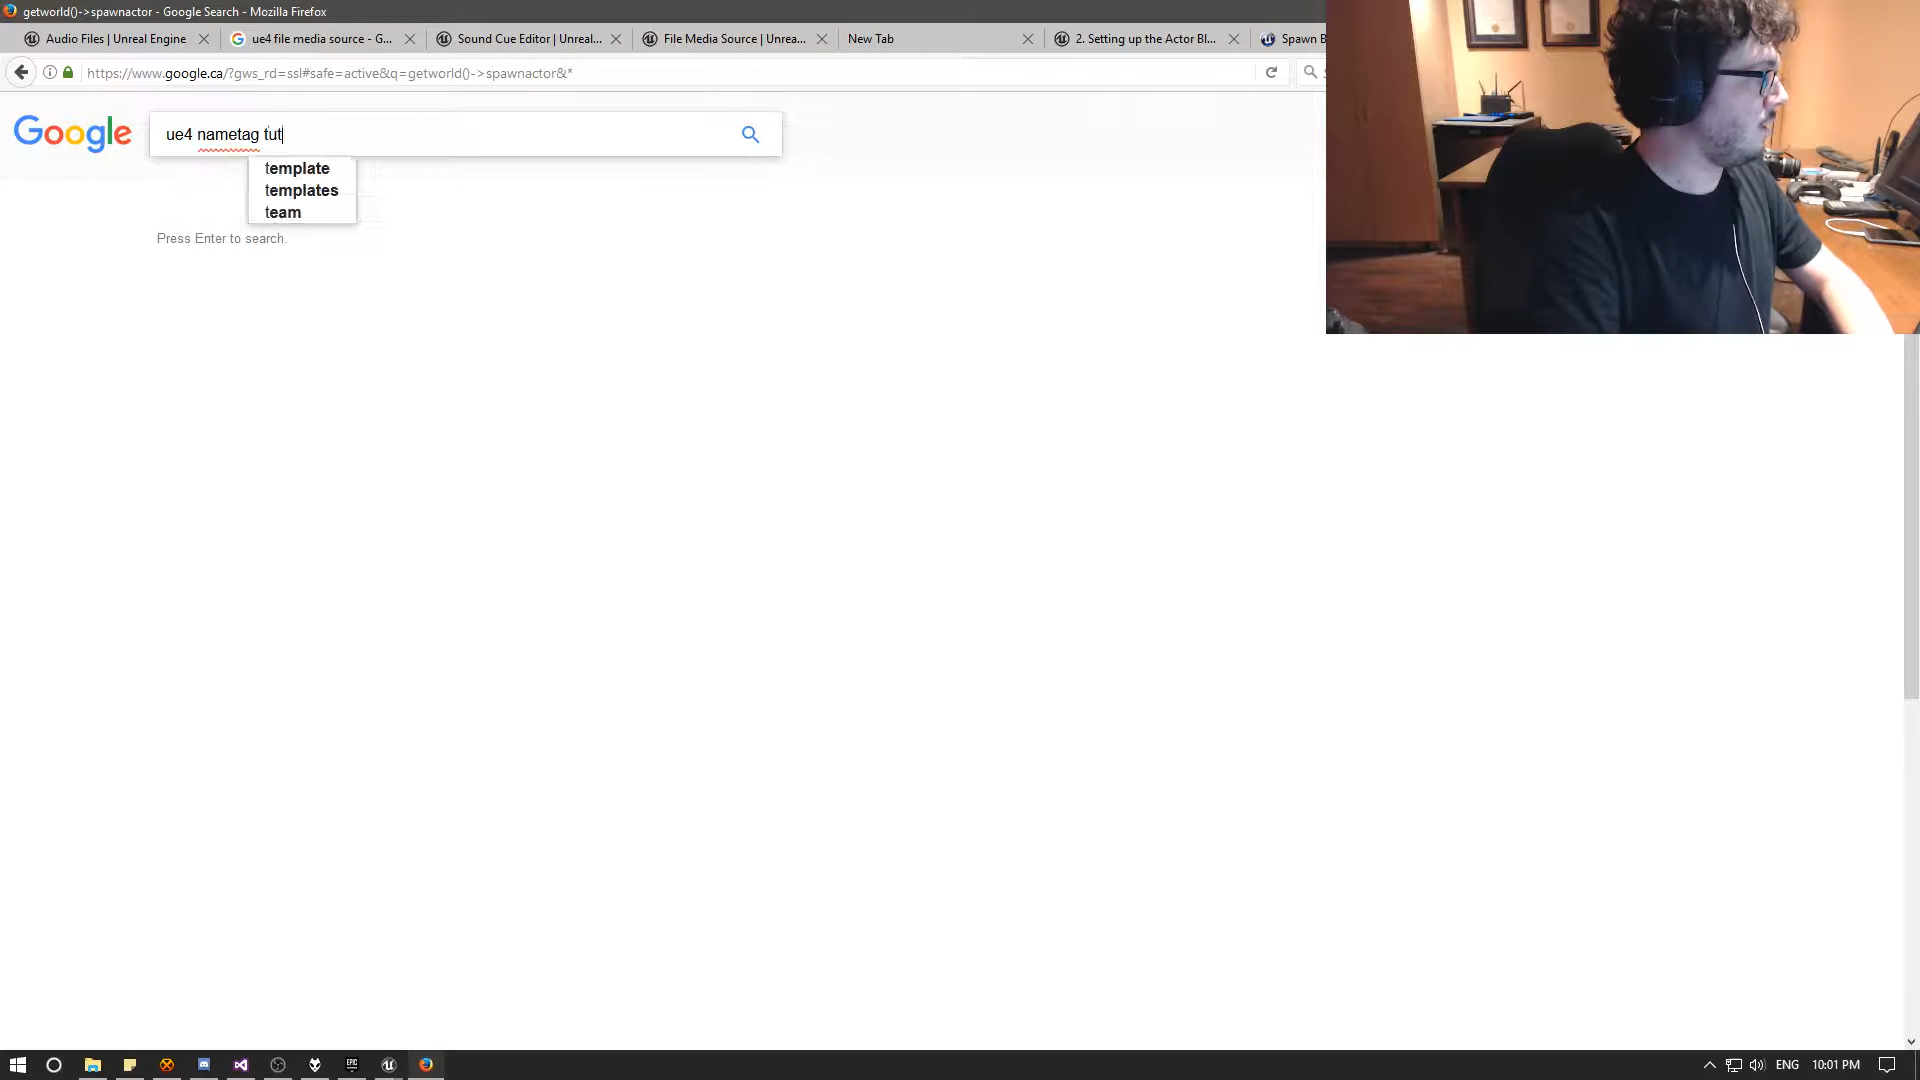 getworld()->spawnactor - Google Search - Mozilla Firefox
Audio Files | Unreal Engine
ue4 file media source - G...
Sound Cue Editor | Unreal...
File Media Source | Unrea...
New Tab
2. Setting up the Actor Bl...
Spawn B
https://www.google.ca/?gws_rd=ssl#safe=active&q=getworld()->spawnactor&*
Google
ue4 nametag tut
template
templates
team
Press Enter to search.
EPIC
ENG
10:01 PM